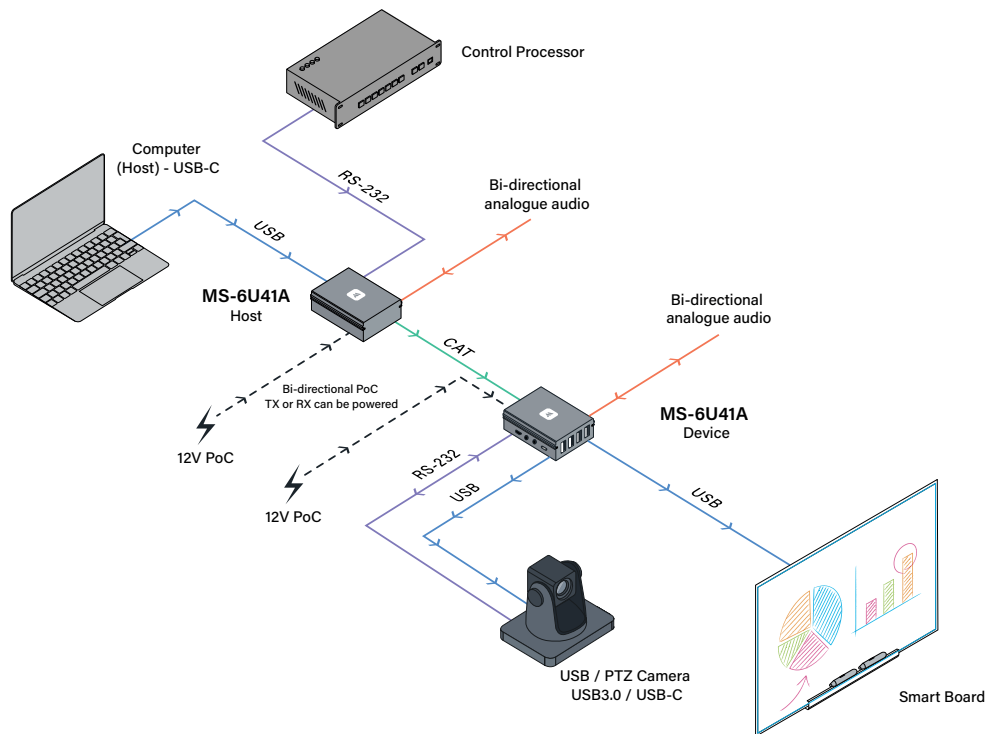 Control Processor
Computer
(Host) - USB-C
RS-232
Bi-directional
analogue audio
USB
MS-6U41A
Host
Bi-directional
analogue audio
CAT
Bi-directional PoC
TX or RX can be powered
MS-6U41A
Device
12V PoC
RS-232
USB
USB
12V PoC
USB / PTZ Camera
USB3.0 / USB-C
Smart Board